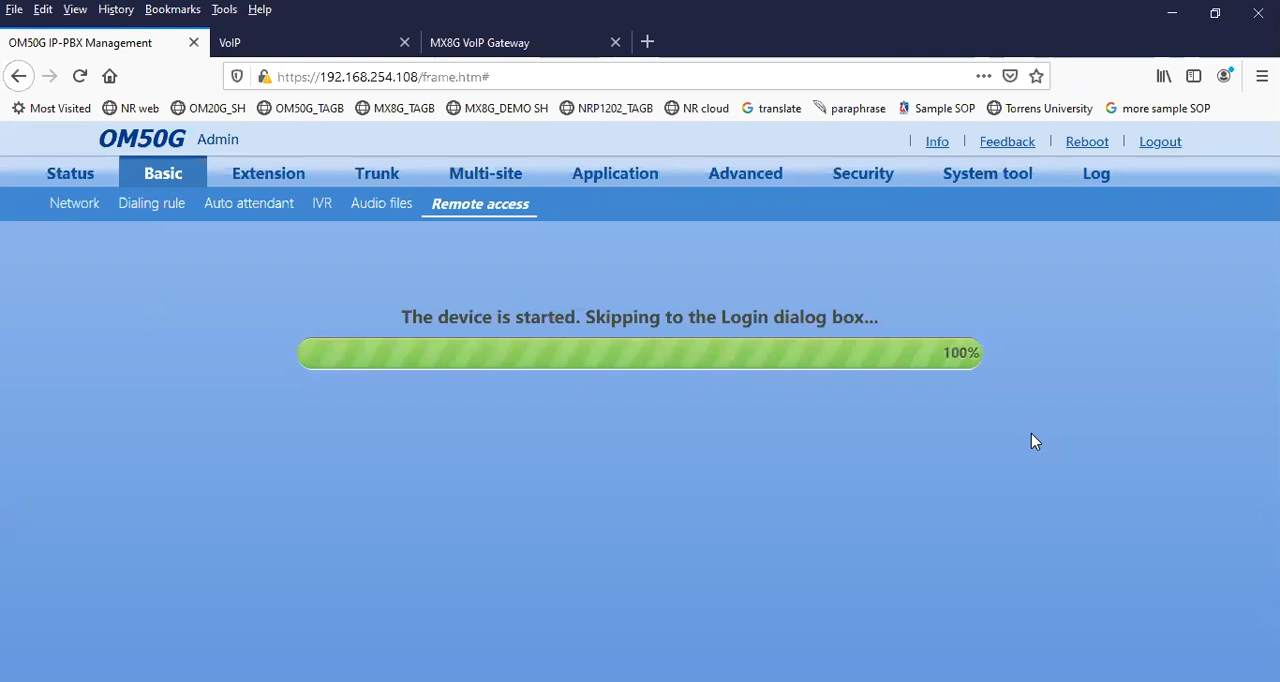 File Edit View History Bookmarks Tools Help
OM50G IP-PBX Management VoIP MX8G VoIP Gateway
https://192.168.254.108/frame.htm#
Most Visited NR web OM20G_SH OM50G_TAGB MX8G_TAGB MX8G_DEMO SH NRP1202_TAGB NR cloud translate paraphrase Sample SOP Torrens University more sample SOP
OM50G Admin | Info | Feedback | Reboot | Logout
Status Basic Extension Trunk Multi-site Application Advanced Security System tool Log
Network Dialing rule Auto attendant IVR Audio files Remote access
The device is started. Skipping to the Login dialog box...
100%